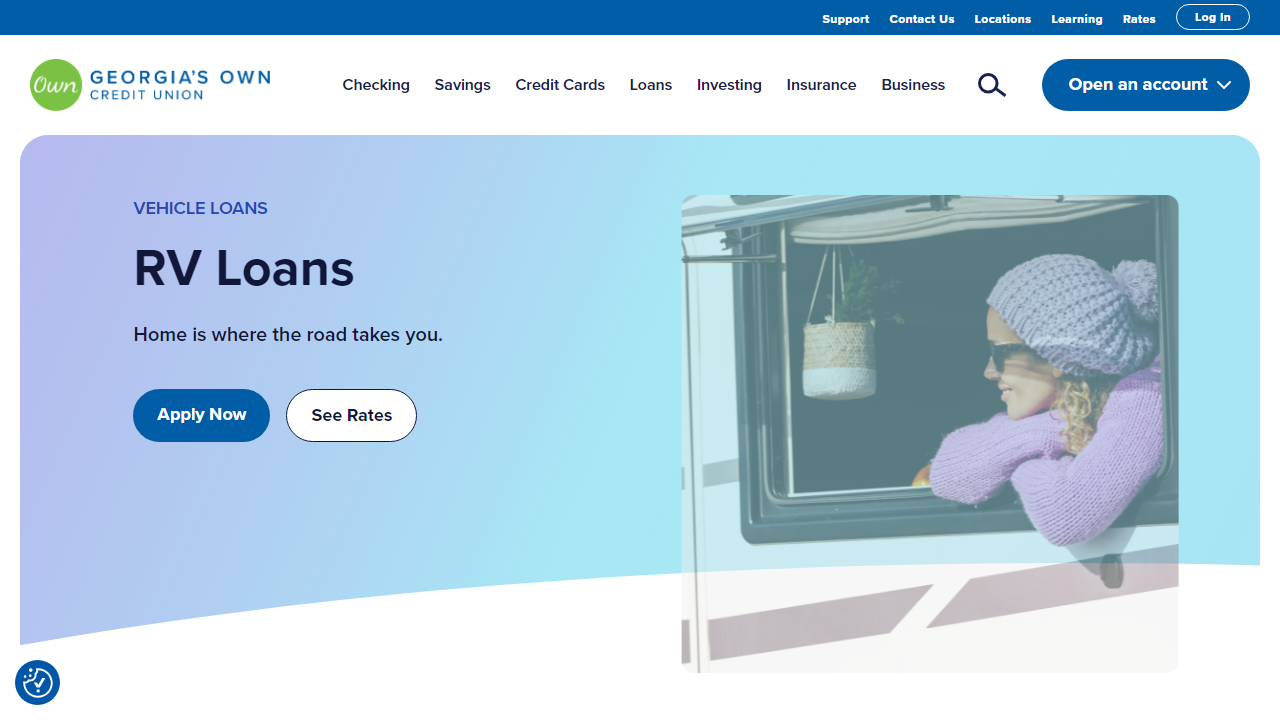 Support Contact Us Locations Learning Rates Log In
Own GEORGIA'S OWN
CREDIT UNION
Checking Savings Credit Cards Loans Investing Insurance Business Open an account
VEHICLE LOANS
RV Loans
Home is where the road takes you.
Apply Now See Rates